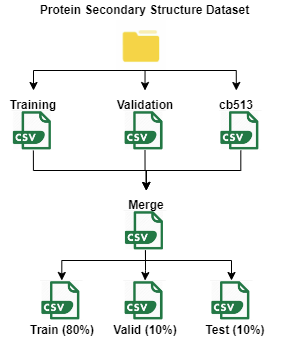 Protein Secondary Structure Dataset
Training Validation cb513
CSV CSV CSV
Merge
CSV
CSV CSV CSV
Train (80%) Valid (10%) Test (10%)